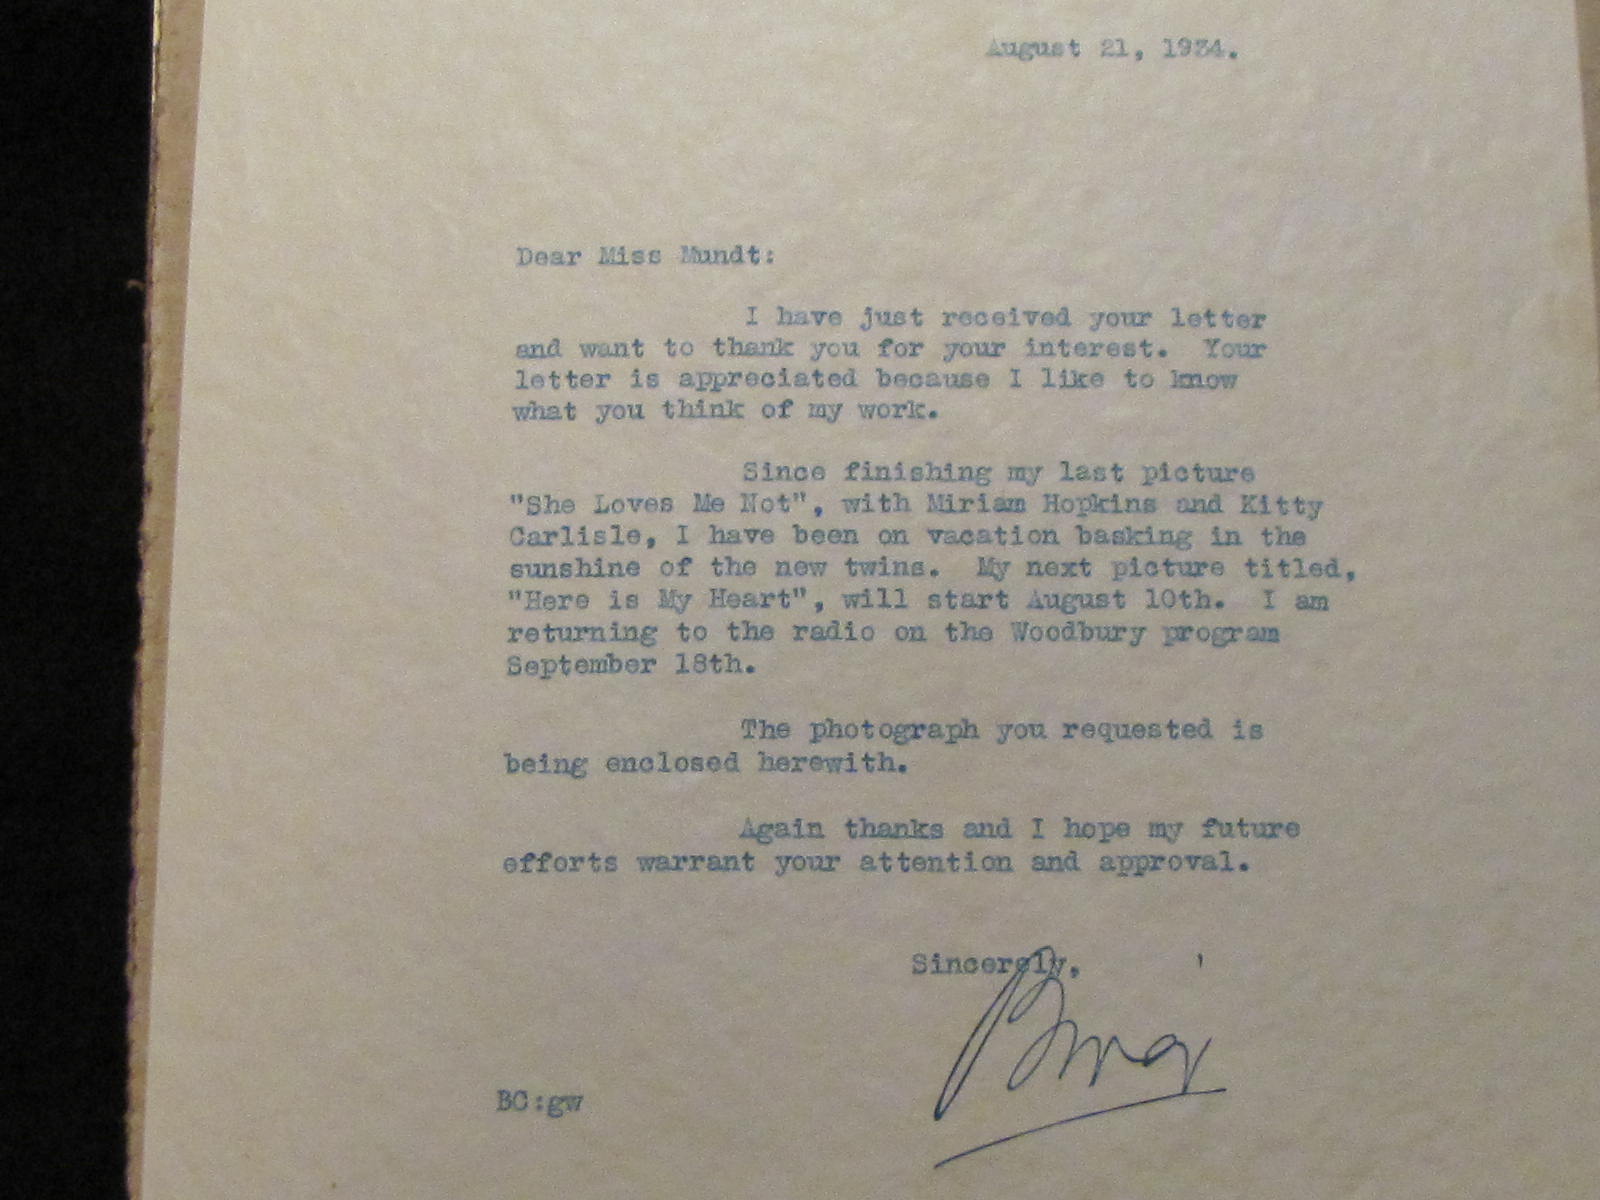 August 21, 1934.
Dear Miss Mundt:
I have just received your letter
and want to thank you for your interest. Your
letter is appreciated because I like to know
what you think of my work.
Since finishing my last picture
"She Loves Me Not", with Miriam Hopkins and Kitty
Carlisle, I have been on vacation basking in the
sunshine of the new twins. My next picture titled,
"Here is My Heart", will start August 10th. I am
returning to the radio on the Woodbury program
September 18th.
The photograph you requested is
being enclosed herewith.
Again thanks and I hope my future
efforts warrant your attention and approval.
Sincerely,
Bing
BC:gw